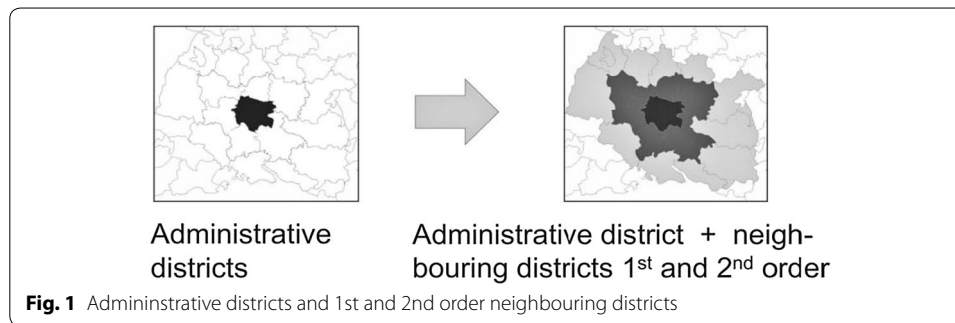 Administrative
districts
Administrative district + neigh-
bouring districts 1st and 2nd order
Fig. 1 Admininstrative districts and 1st and 2nd order neighbouring districts